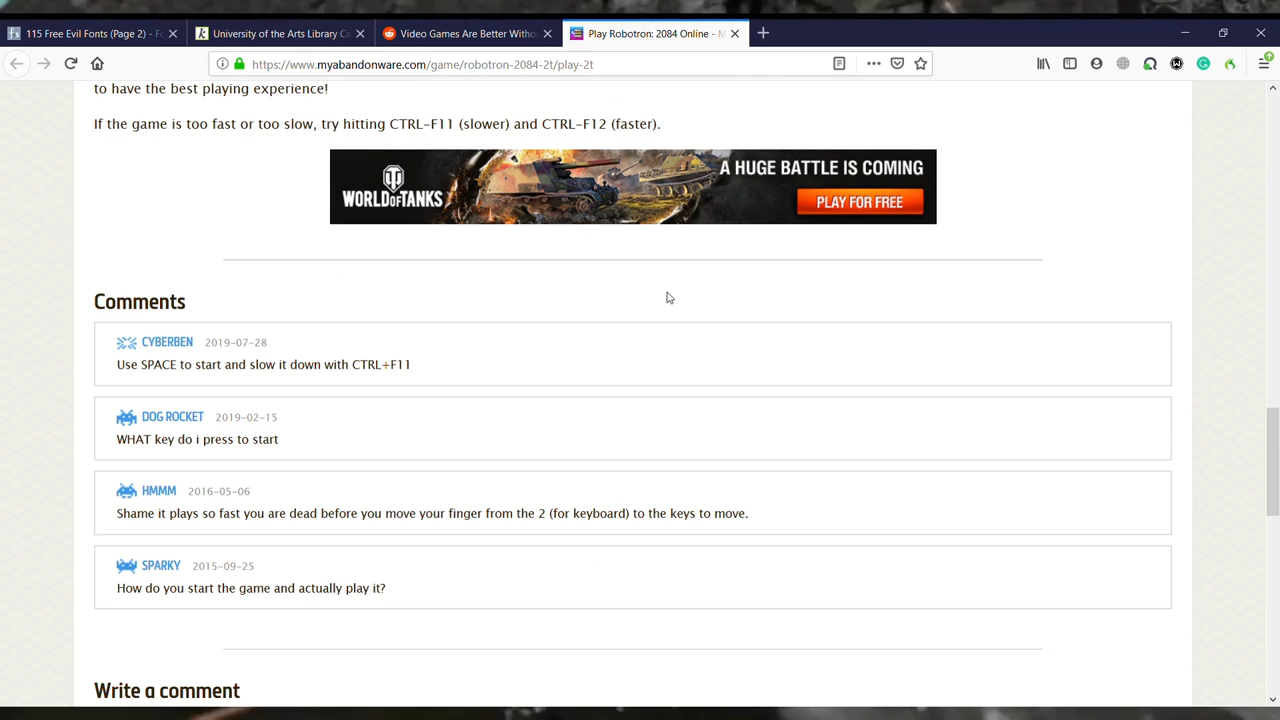 115 Free Evil Fonts (Page 2) - Fo
University of the Arts Library Ca
Video Games Are Better Witho
Play Robotron: 2084 Online - M
https://www.myabandonware.com/game/robotron-2084-2t/play-2t
to have the best playing experience!
If the game is too fast or too slow, try hitting CTRL-F11 (slower) and CTRL-F12 (faster).
WORLD OF TANKS
A HUGE BATTLE IS COMING
PLAY FOR FREE
Comments
CYBERBEN 2019-07-28
Use SPACE to start and slow it down with CTRL+F11
DOG ROCKET 2019-02-15
WHAT key do i press to start
HMMM 2016-05-06
Shame it plays so fast you are dead before you move your finger from the 2 (for keyboard) to the keys to move.
SPARKY 2015-09-25
How do you start the game and actually play it?
Write a comment